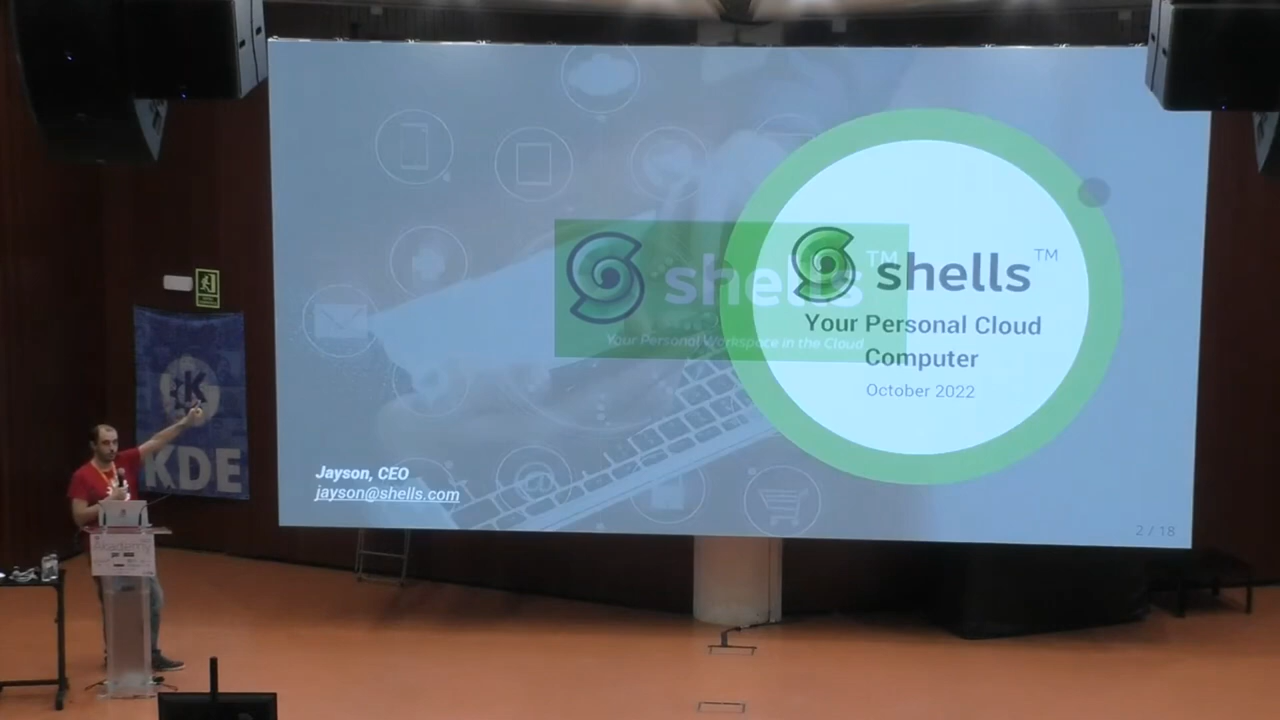 shells™
Your Personal Workspace in the Cloud
shells™
Your Personal Cloud
Computer
October 2022
Jayson, CEO
jayson@shells.com
2 / 18
K
KDE
Akademy